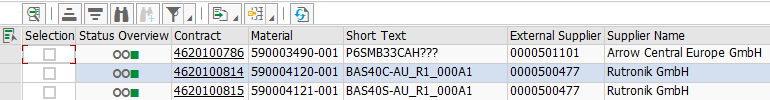 Selection Status Overview Contract Material Short Text External Supplier Supplier Name
4620100786 590003490-001 P6SMB33CAH??? 0000501101 Arrow Central Europe GmbH
4620100814 590004120-001 BAS40C-AU_R1_000A1 0000500477 Rutronik GmbH
4620100815 590004121-001 BAS40S-AU_R1_000A1 0000500477 Rutronik GmbH